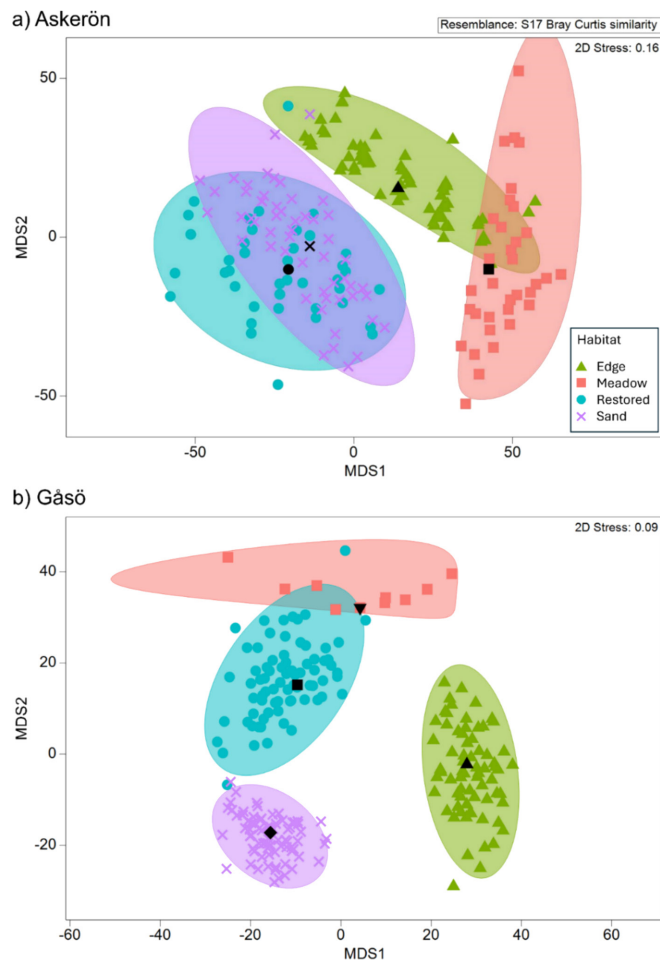 a) Askerön
Resemblance: S17 Bray Curtis similarity
2D Stress: 0.16
50
0
-50
MDS2
Habitat
Edge
Meadow
Restored
Sand
-50 0 50
MDS1
b) Gåsö
2D Stress: 0.09
40
20
0
-20
MDS2
-60 -40 -20 0 20 40 60
MDS1